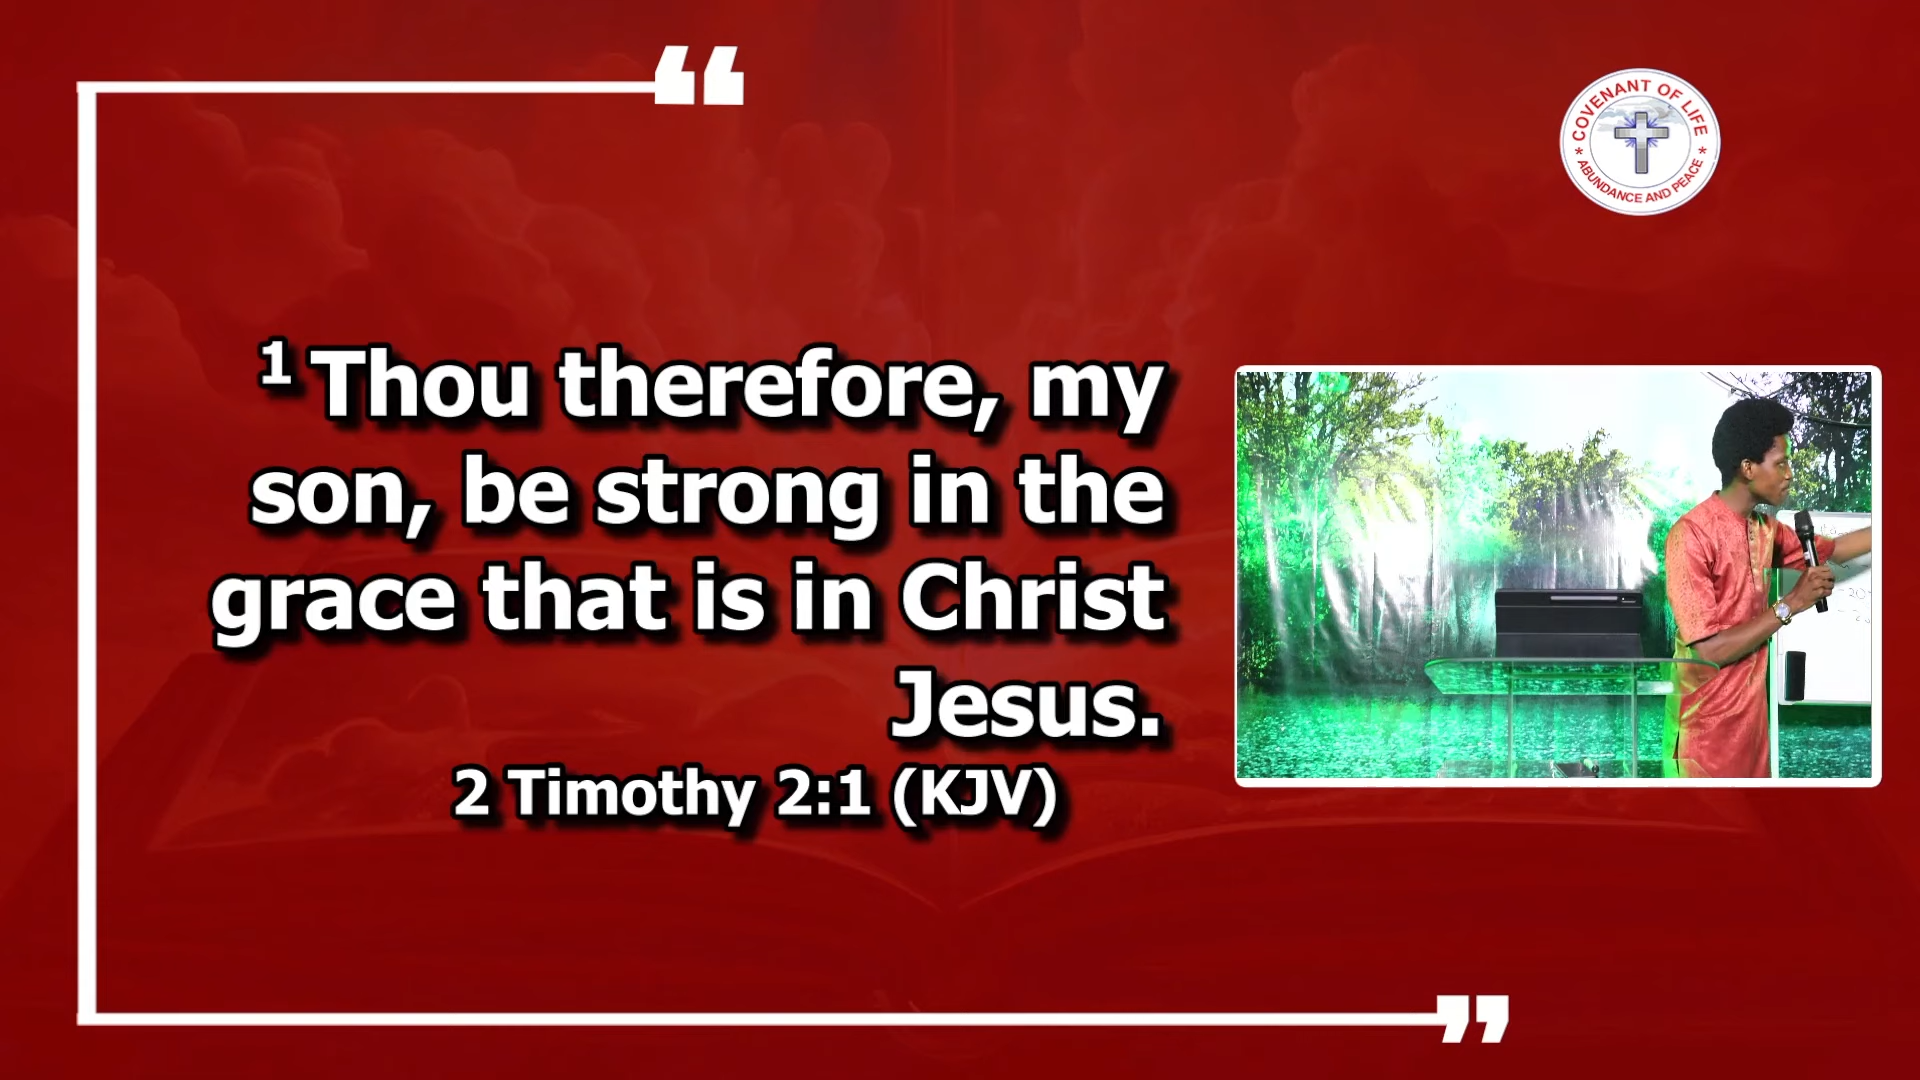 COVENANT OF LIFE
* ABUNDANCE AND PEACE *
1 Thou therefore, my
son, be strong in the
grace that is in Christ
Jesus.
2 Timothy 2:1 (KJV)